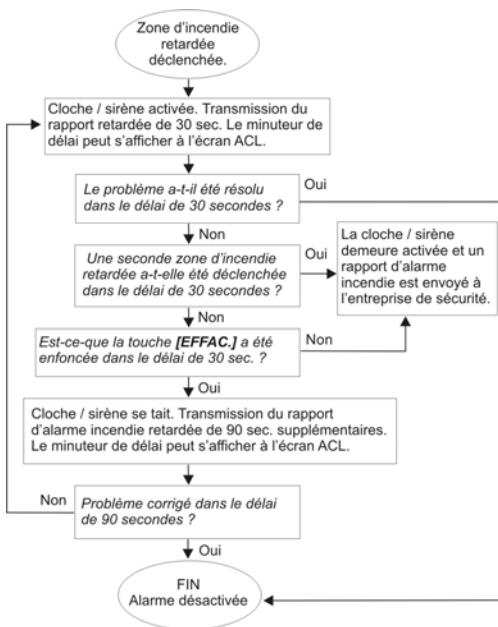 Zone d'incendie
retardée
déclenchée.
Cloche / sirène activée. Transmission du
rapport retardée de 30 sec. Le minuteur de
délai peut s'afficher à l'écran ACL.
Le problème a-t-il été résolu
dans le délai de 30 secondes ?
Oui
Non
Une seconde zone d'incendie
retardée a-t-elle été déclenchée
dans le délai de 30 secondes ?
Oui
La cloche / sirène
demeure activée et un
rapport d'alarme
incendie est envoyé à
l'entreprise de sécurité.
Non
Est-ce-que la touche [EFFAC.] a été
enfoncée dans le délai de 30 sec. ?
Non
Oui
Cloche / sirène se tait. Transmission du rapport
d'alarme incendie retardée de 90 sec. supplémentaires.
Le minuteur de délai peut s'afficher à l'écran ACL.
Non
Problème corrigé dans le délai
de 90 secondes ?
Oui
FIN
Alarme désactivée